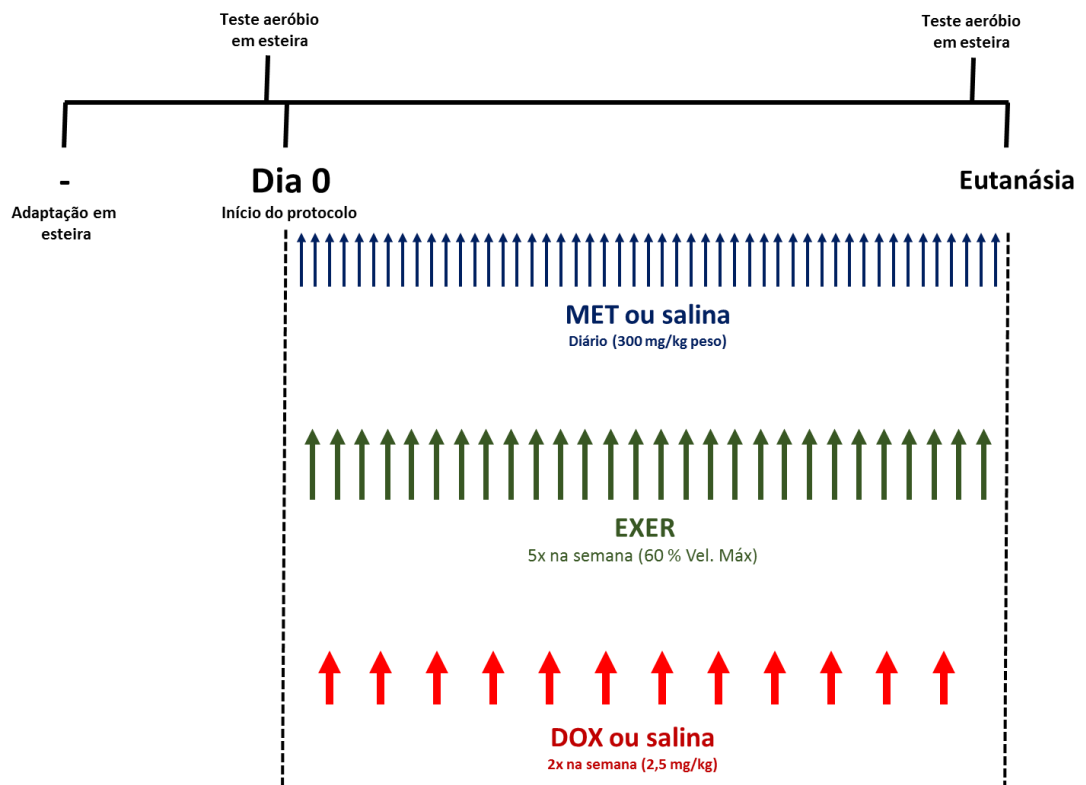 Teste aeróbio
em esteira
Teste aeróbio
em esteira
-
Dia 0
Eutanásia
Adaptação em
esteira
Início do protocolo
MET ou salina
Diário (300 mg/kg peso)
EXER
5x na semana (60 % Vel. Máx)
DOX ou salina
2x na semana (2,5 mg/kg)